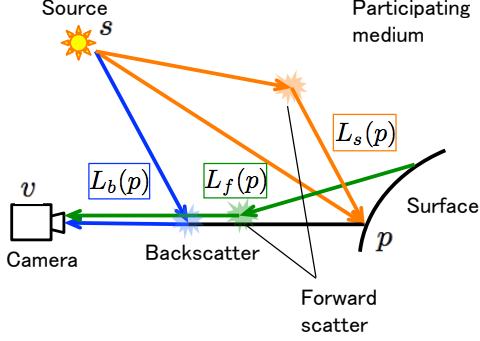 Source
s
Participating
medium
L_s(p)
L_b(p)
L_f(p)
v
Surface
p
Camera
Backscatter
Forward
scatter